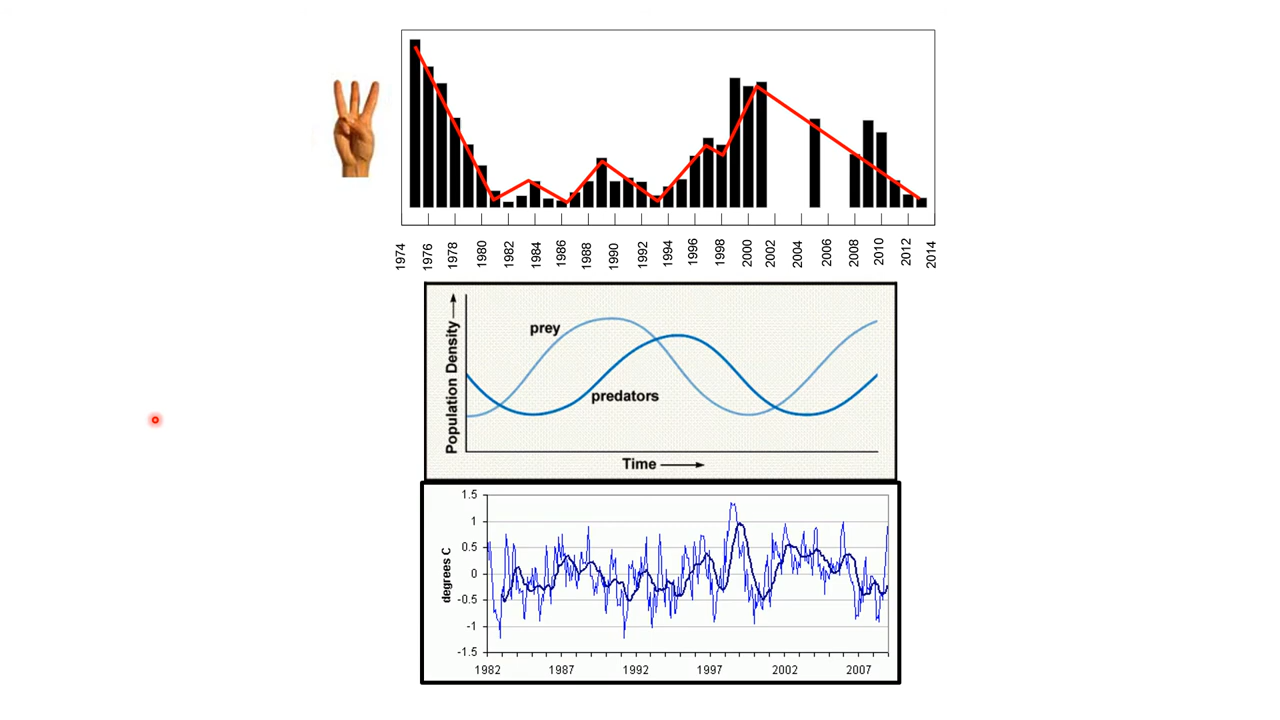 1974 1976 1978 1980 1982 1984 1986 1988 1990 1992 1994 1996 1998 2000 2002 2004 2006 2008 2010 2012 2014
Population Density
prey
predators
Time
degrees C
1.5
1
0.5
0
-0.5
-1
-1.5
1982 1987 1992 1997 2002 2007